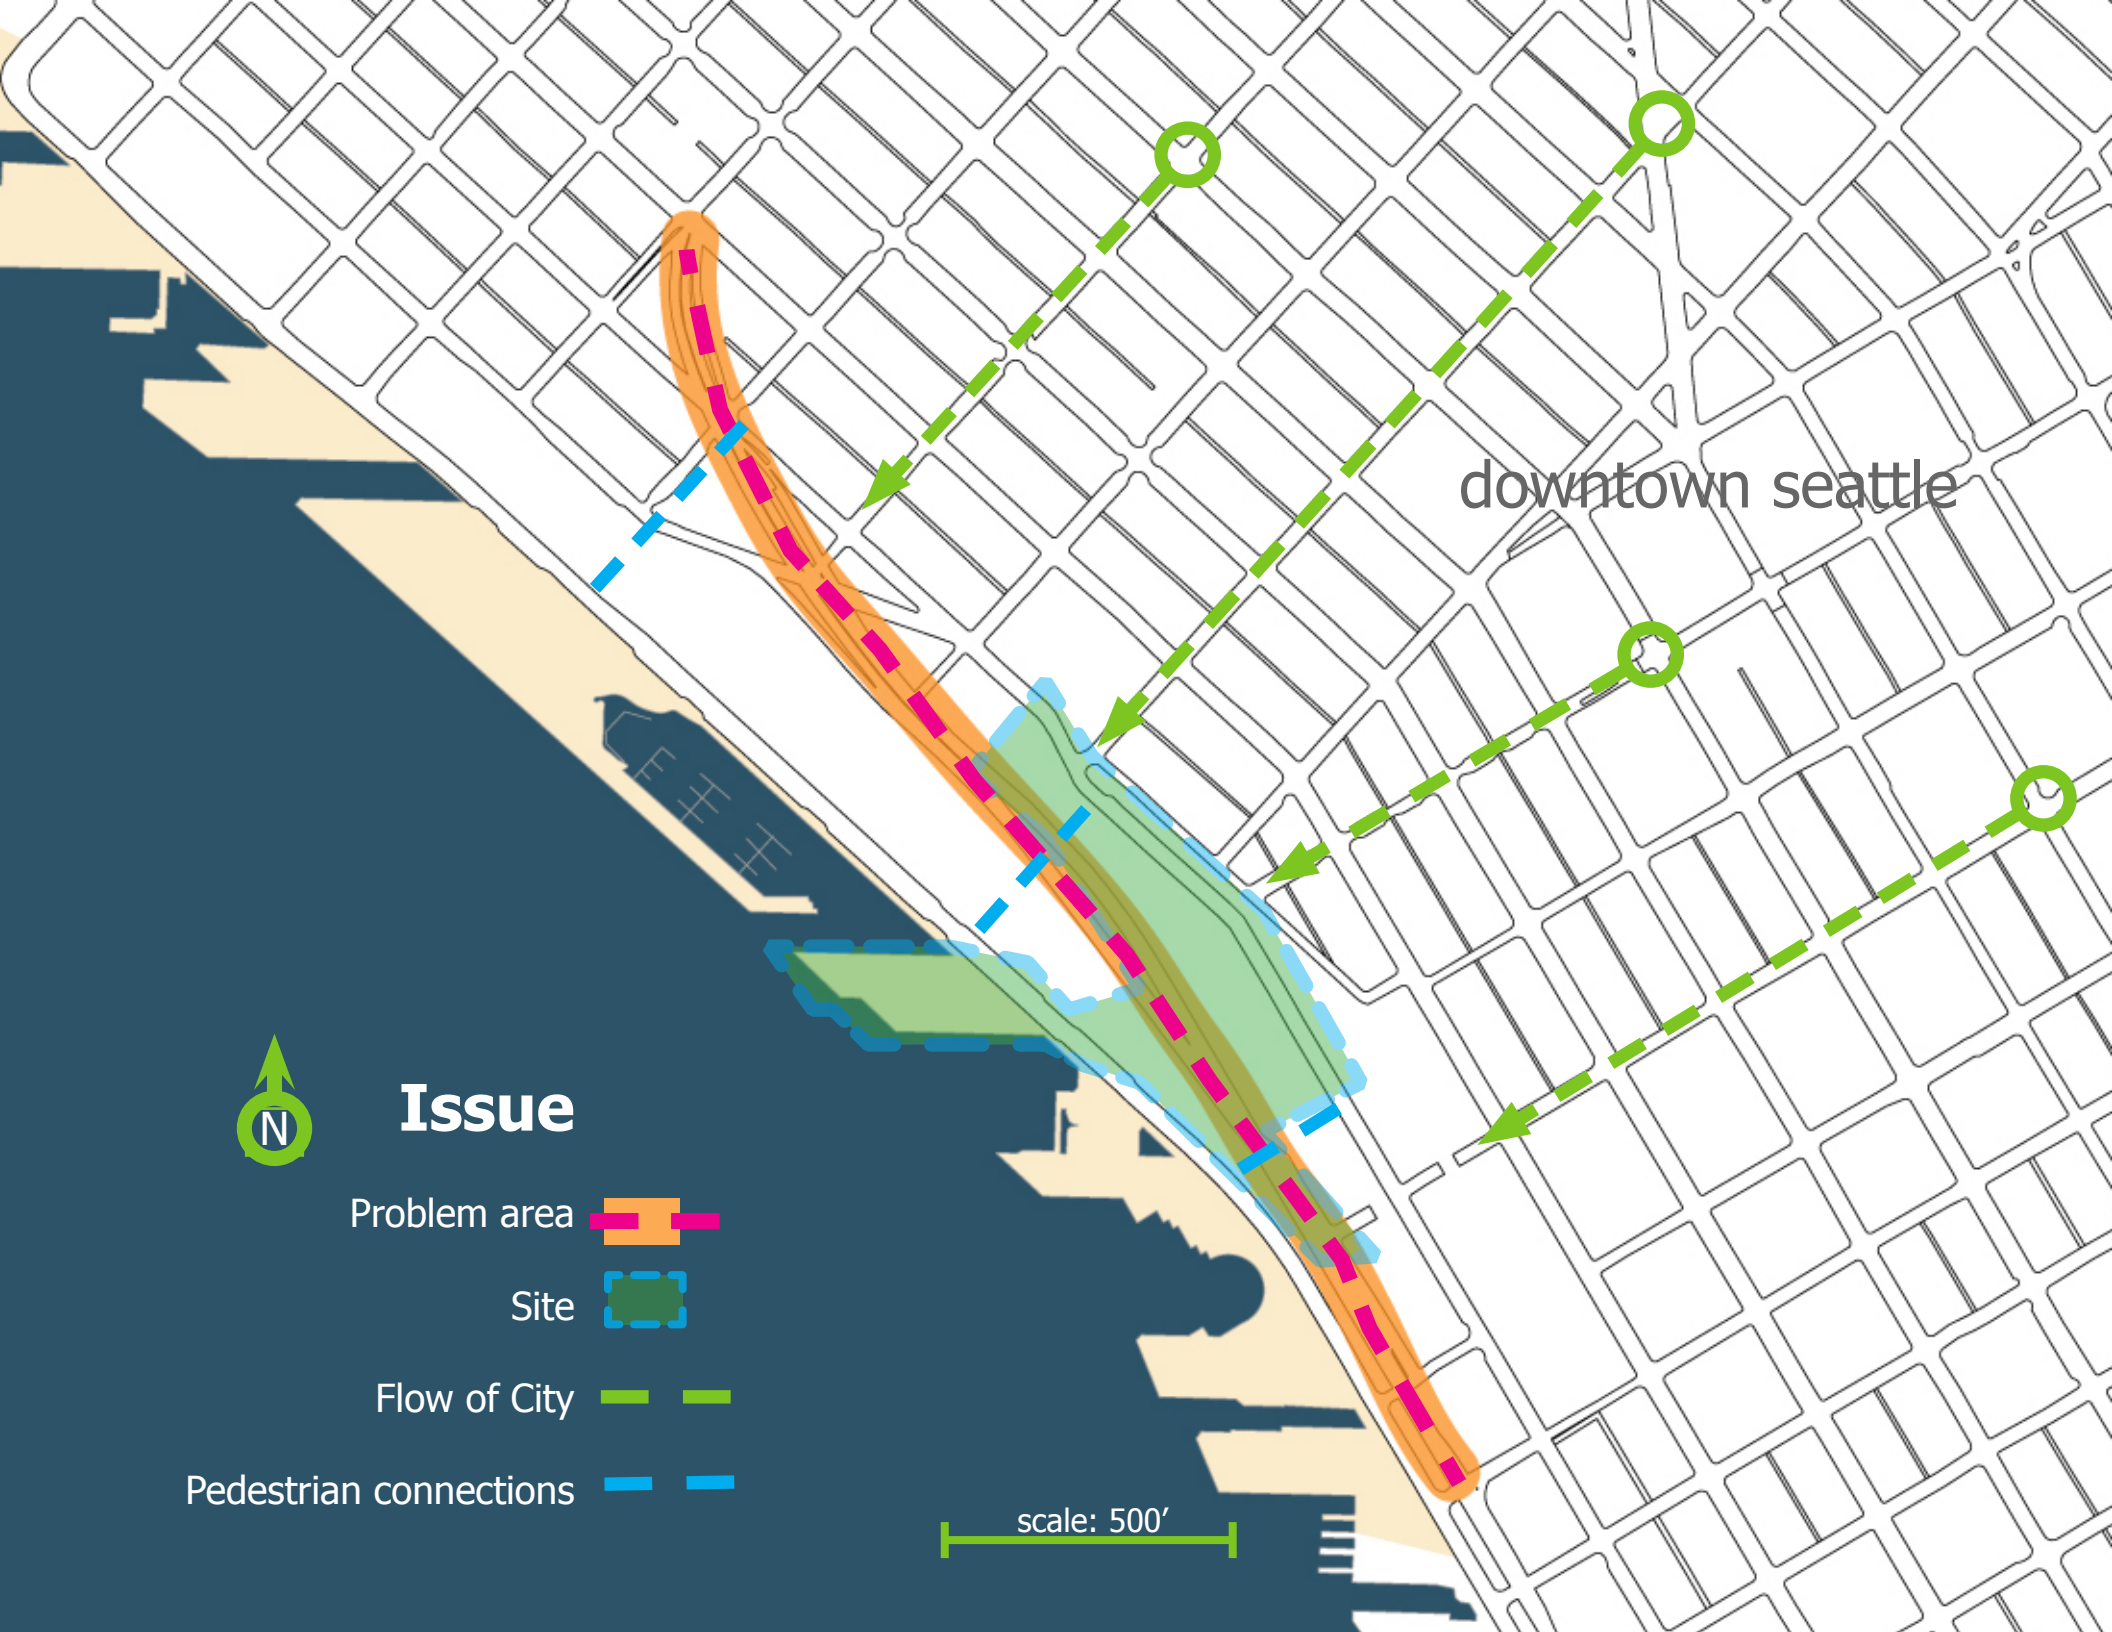 downtown seattle
N
Issue
Problem area
Site
Flow of City
Pedestrian connections
scale: 500’